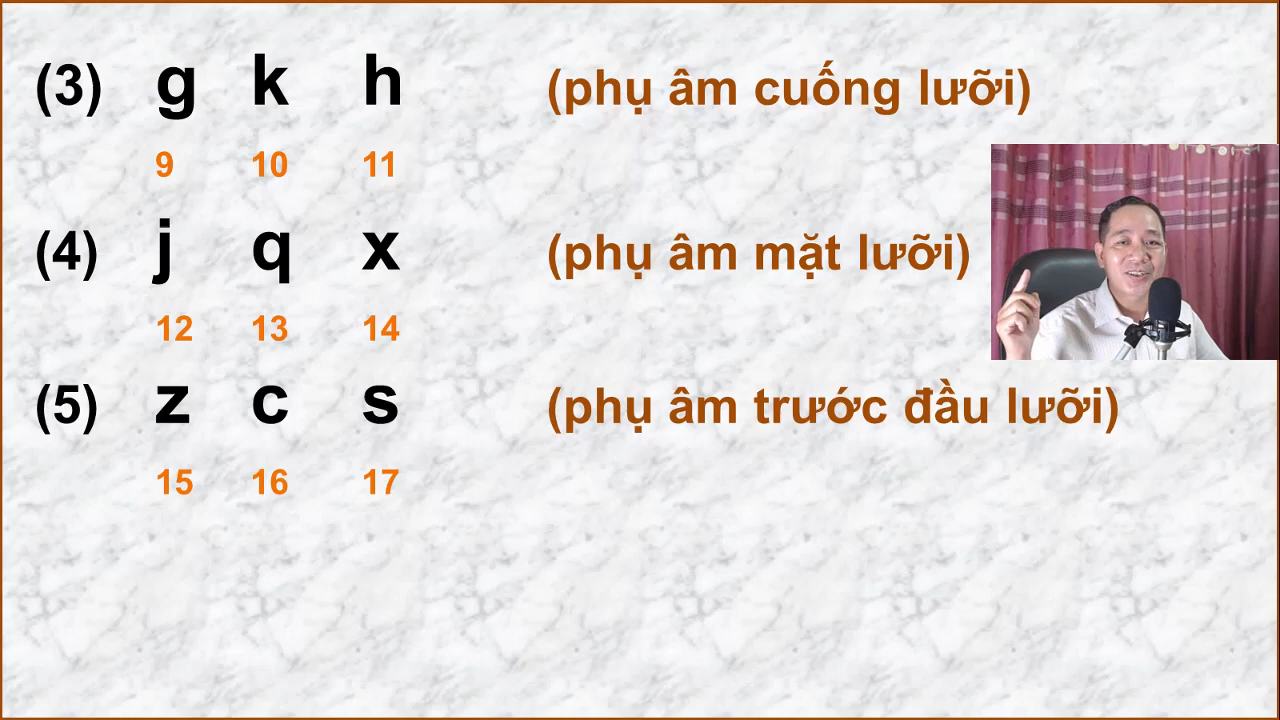 (3) g k h (phụ âm cuống lưỡi)
9 10 11
(4) j q x (phụ âm mặt lưỡi)
12 13 14
(5) z c s (phụ âm trước đầu lưỡi)
15 16 17